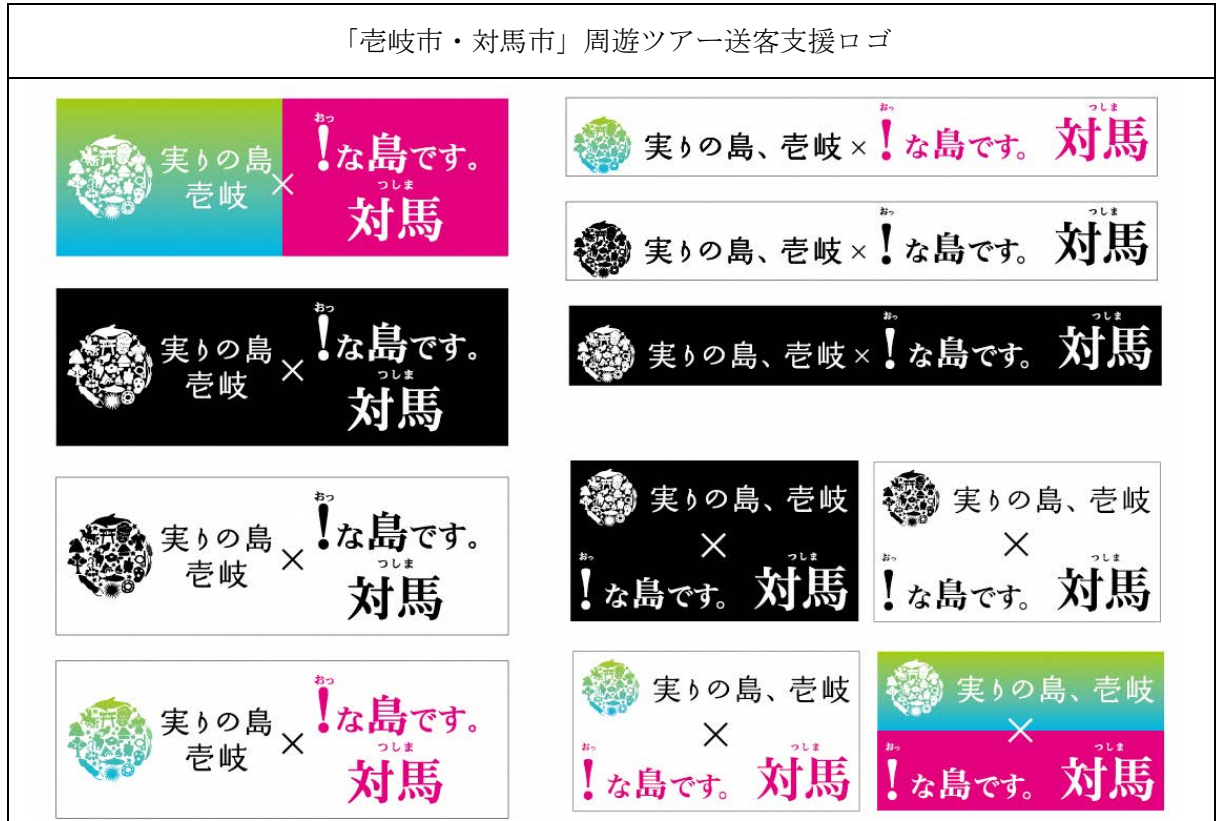 「壱岐市・対馬市」周遊ツアー送客支援ロゴ
実りの島
壱岐
×
おっ
！な島です。
つしま
対馬
実りの島
壱岐
×
おっ
！な島です。
つしま
対馬
実りの島
壱岐
×
おっ
！な島です。
つしま
対馬
実りの島
壱岐
×
おっ
！な島です。
つしま
対馬
おっ つしま
実りの島、壱岐×！な島です。 対馬
おっ つしま
実りの島、壱岐×！な島です。 対馬
おっ つしま
実りの島、壱岐×！な島です。 対馬
実りの島、壱岐
×
おっ つしま
！な島です。 対馬
実りの島、壱岐
×
おっ つしま
！な島です。 対馬
実りの島、壱岐
×
おっ つしま
！な島です。 対馬
実りの島、壱岐
×
おっ つしま
！な島です。 対馬